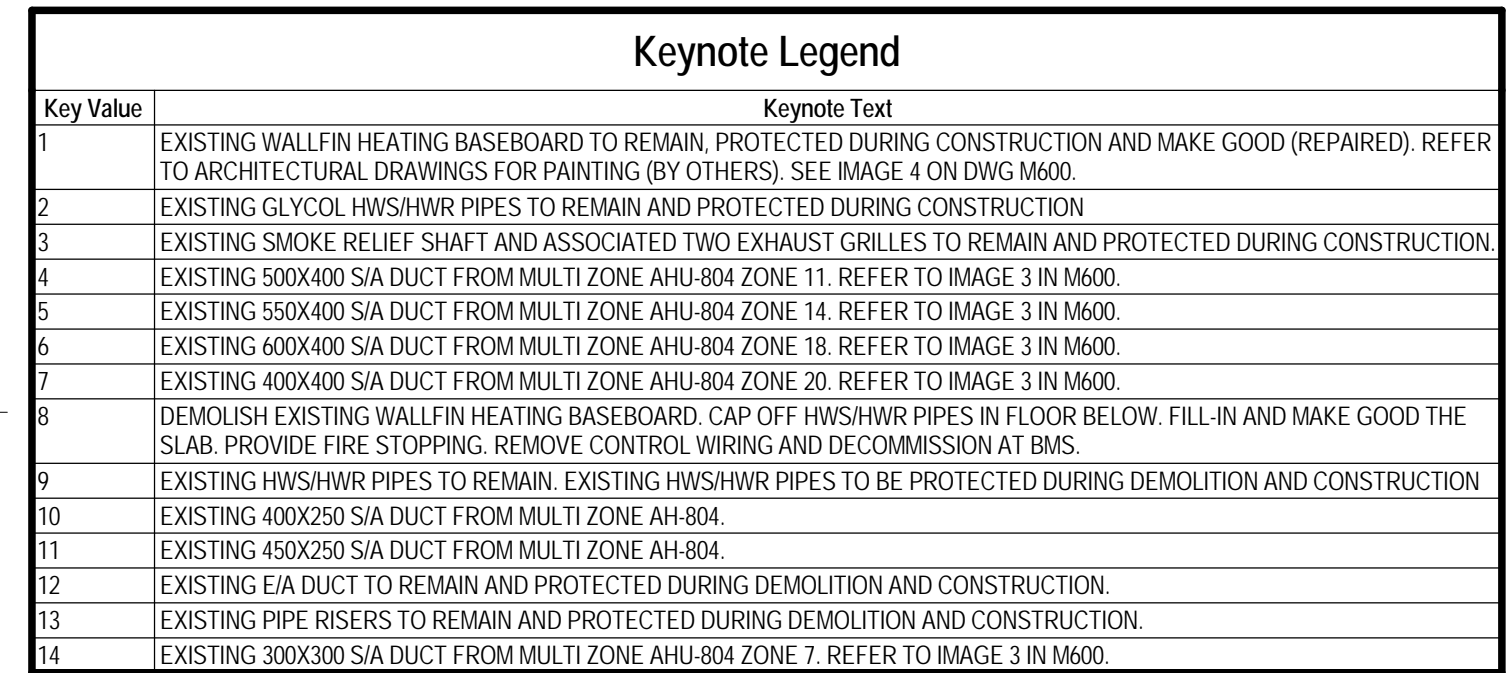 Keynote Legend
Key Value Keynote Text
1 EXISTING WALLFIN HEATING BASEBOARD TO REMAIN, PROTECTED DURING CONSTRUCTION AND MAKE GOOD (REPAIRED). REFER
TO ARCHITECTURAL DRAWINGS FOR PAINTING (BY OTHERS). SEE IMAGE 4 ON DWG M600.
2 EXISTING GLYCOL HWS/HWR PIPES TO REMAIN AND PROTECTED DURING CONSTRUCTION
3 EXISTING SMOKE RELIEF SHAFT AND ASSOCIATED TWO EXHAUST GRILLES TO REMAIN AND PROTECTED DURING CONSTRUCTION.
4 EXISTING 500X400 S/A DUCT FROM MULTI ZONE AHU-804 ZONE 11. REFER TO IMAGE 3 IN M600.
5 EXISTING 550X400 S/A DUCT FROM MULTI ZONE AHU-804 ZONE 14. REFER TO IMAGE 3 IN M600.
6 EXISTING 600X400 S/A DUCT FROM MULTI ZONE AHU-804 ZONE 18. REFER TO IMAGE 3 IN M600.
7 EXISTING 400X400 S/A DUCT FROM MULTI ZONE AHU-804 ZONE 20. REFER TO IMAGE 3 IN M600.
8 DEMOLISH EXISTING WALLFIN HEATING BASEBOARD. CAP OFF HWS/HWR PIPES IN FLOOR BELOW. FILL-IN AND MAKE GOOD THE
SLAB. PROVIDE FIRE STOPPING. REMOVE CONTROL WIRING AND DECOMMISSION AT BMS.
9 EXISTING HWS/HWR PIPES TO REMAIN. EXISTING HWS/HWR PIPES TO BE PROTECTED DURING DEMOLITION AND CONSTRUCTION
10 EXISTING 400X250 S/A DUCT FROM MULTI ZONE AH-804.
11 EXISTING 450X250 S/A DUCT FROM MULTI ZONE AH-804.
12 EXISTING E/A DUCT TO REMAIN AND PROTECTED DURING DEMOLITION AND CONSTRUCTION.
13 EXISTING PIPE RISERS TO REMAIN AND PROTECTED DURING DEMOLITION AND CONSTRUCTION.
14 EXISTING 300X300 S/A DUCT FROM MULTI ZONE AHU-804 ZONE 7. REFER TO IMAGE 3 IN M600.